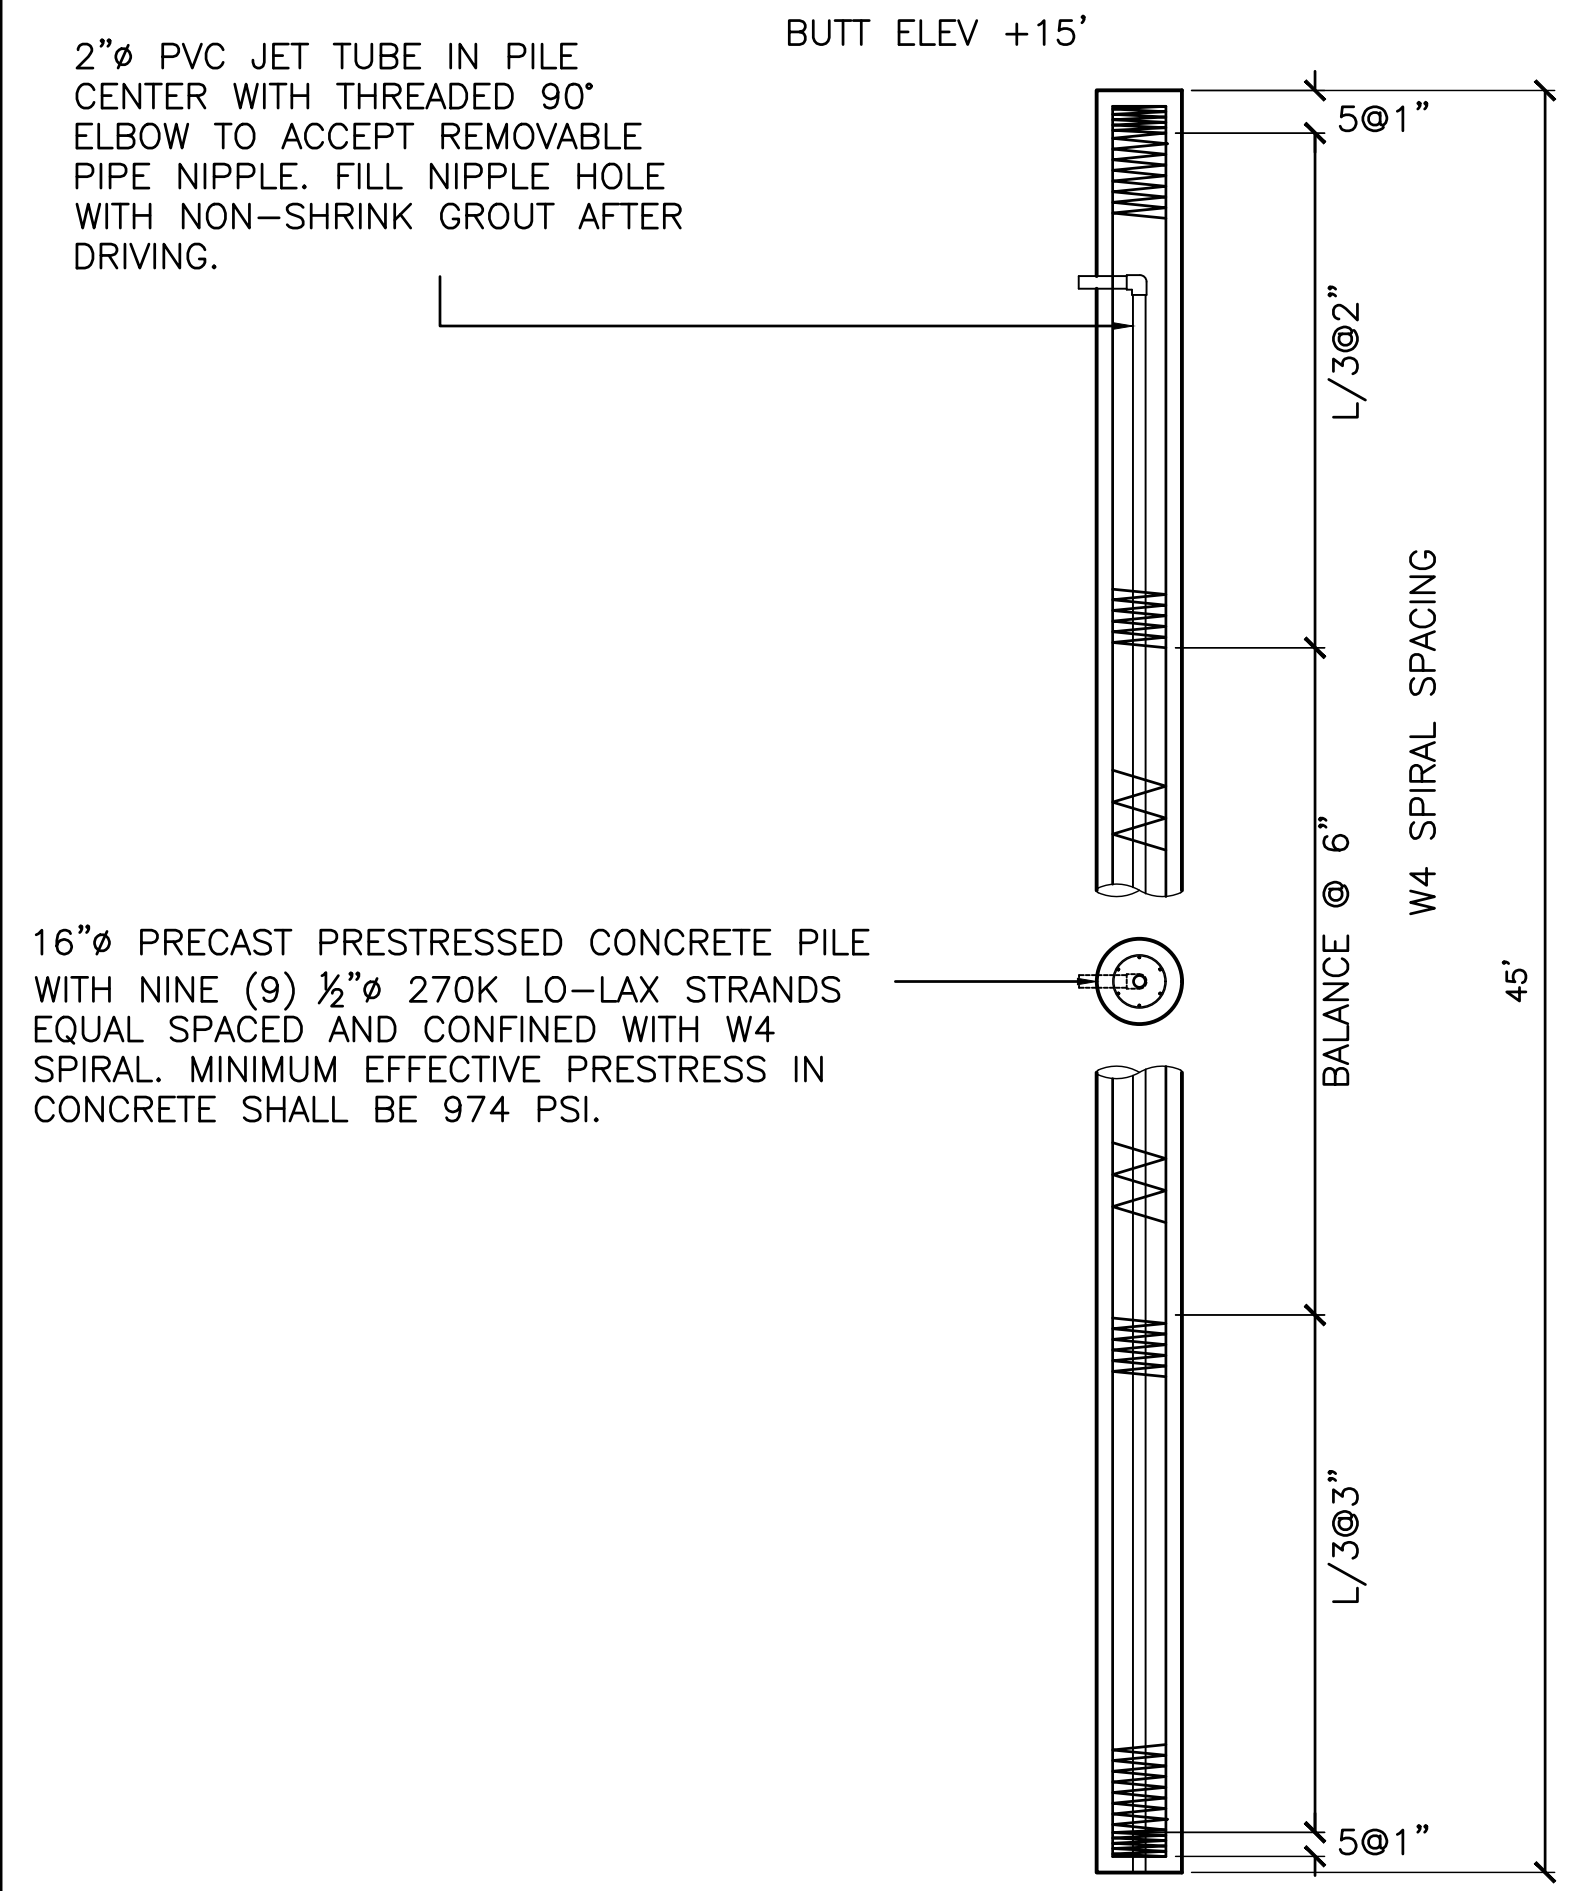 BUTT ELEV +15’
2”ø PVC JET TUBE IN PILE
CENTER WITH THREADED 90°
ELBOW TO ACCEPT REMOVABLE
PIPE NIPPLE. FILL NIPPLE HOLE
WITH NON–SHRINK GROUT AFTER
DRIVING.
5@1”
L/3@2”
W4 SPIRAL SPACING
BALANCE @ 6”
45’
16”ø PRECAST PRESTRESSED CONCRETE PILE
WITH NINE (9) ½”ø 270K LO–LAX STRANDS
EQUAL SPACED AND CONFINED WITH W4
SPIRAL. MINIMUM EFFECTIVE PRESTRESS IN
CONCRETE SHALL BE 974 PSI.
L/3@3”
5@1”